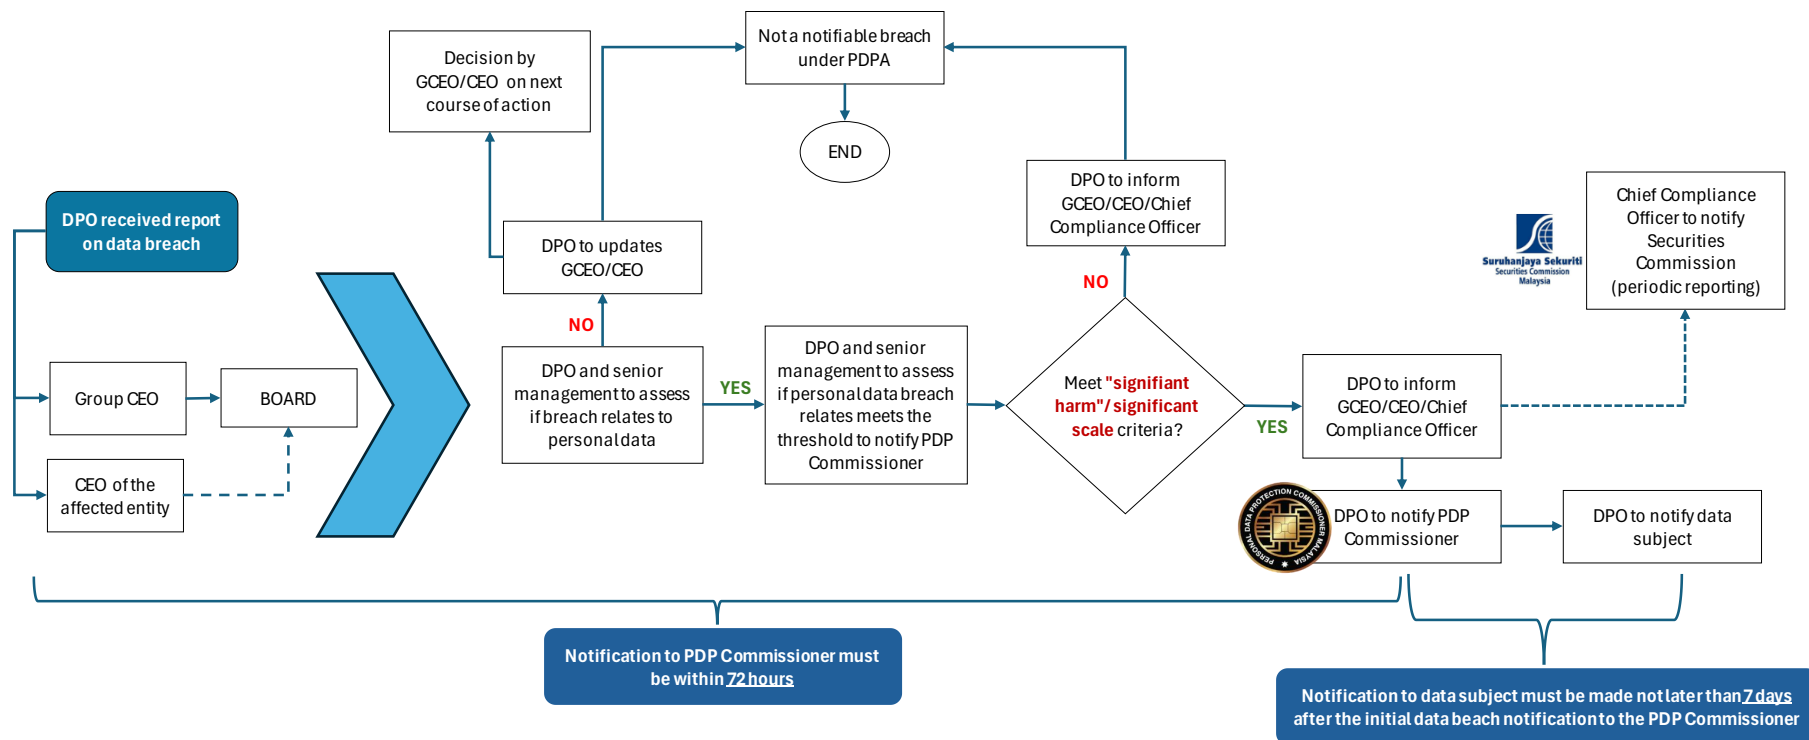 DPO received report
on data breach
Group CEO
BOARD
CEO of the
affected entity
Decision by
GCEO/CEO on next
course of action
DPO to updates
GCEO/CEO
NO
DPO and senior
management to assess
if breach relates to
personal data
YES
Not a notifiable breach
under PDPA
END
DPO and senior
management to assess
if personal data breach
relates meets the
threshold to notify PDP
Commissioner
DPO to inform
GCEO/CEO/Chief
Compliance Officer
NO
Meet "signifiant
harm"/ significant
scale criteria?
YES
DPO to inform
GCEO/CEO/Chief
Compliance Officer
Suruhanjaya Sekuriti
Securities Commission
Malaysia
Chief Compliance
Officer to notify
Securities
Commission
(periodic reporting)
PERSONAL DATA PROTECTION COMMISSIONER MALAYSIA
DPO to notify PDP
Commissioner
DPO to notify data
subject
Notification to PDP Commissioner must
be within 72 hours
Notification to data subject must be made not later than 7 days
after the initial data beach notification to the PDP Commissioner